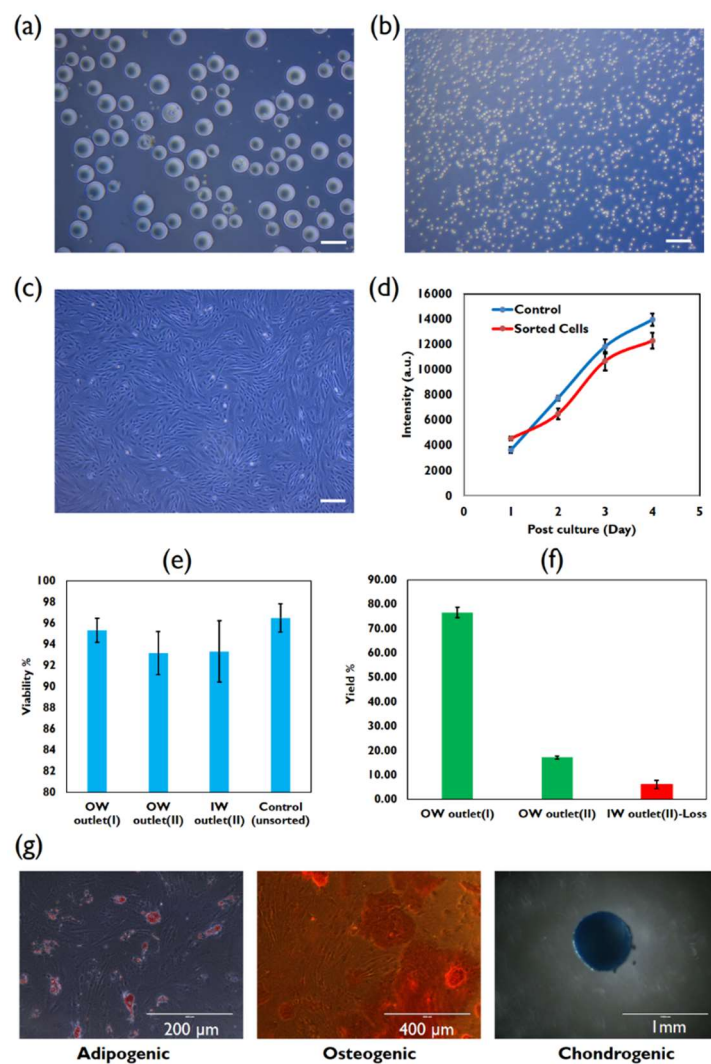 (a)
(b)
(c)
(d)
16000
14000
12000
10000
8000
6000
4000
2000
0
Intensity (a.u.)
Control
Sorted Cells
0 1 2 3 4 5
Post culture (Day)
(e)
100
98
96
94
92
90
88
86
84
82
80
Viability %
OW OW IW Control
outlet(I) outlet(II) outlet(II) (unsorted)
(f)
90.00
80.00
70.00
60.00
50.00
40.00
30.00
20.00
10.00
0.00
Yield %
OW outlet(I) OW outlet(II) IW outlet(II)-Loss
(g)
200 µm
400 µm
1mm
Adipogenic
Osteogenic
Chondrogenic